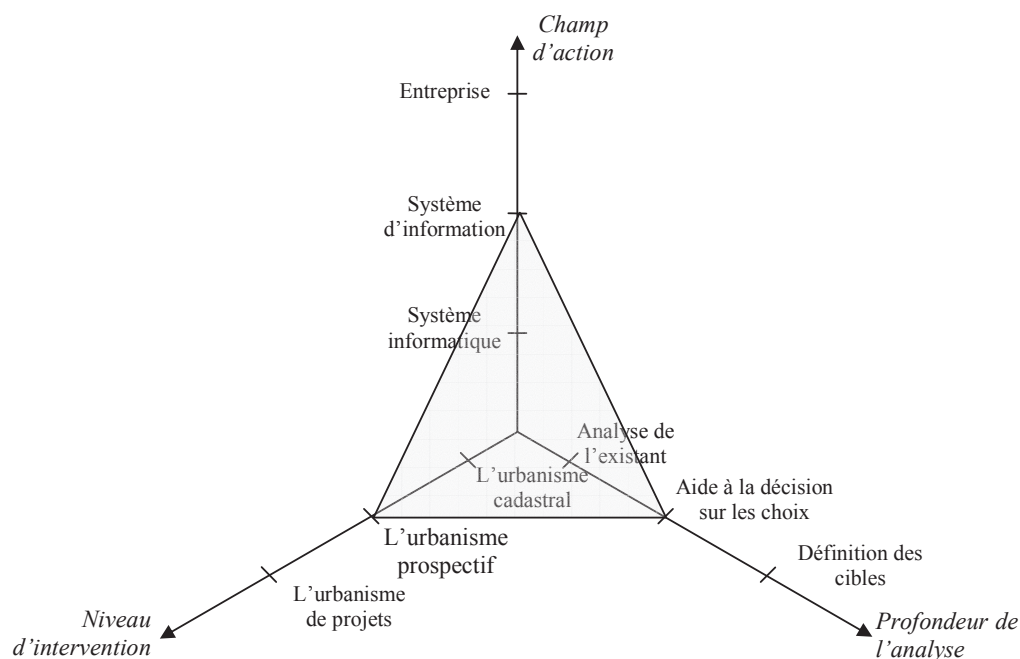 Champ
d’action
Entreprise
Système
d’information
Système
informatique
Analyse de
l’existant
L’urbanisme
cadastral
Aide à la décision
sur les choix
L’urbanisme
prospectif
Définition des
cibles
L’urbanisme
de projets
Niveau
d’intervention
Profondeur de
l’analyse